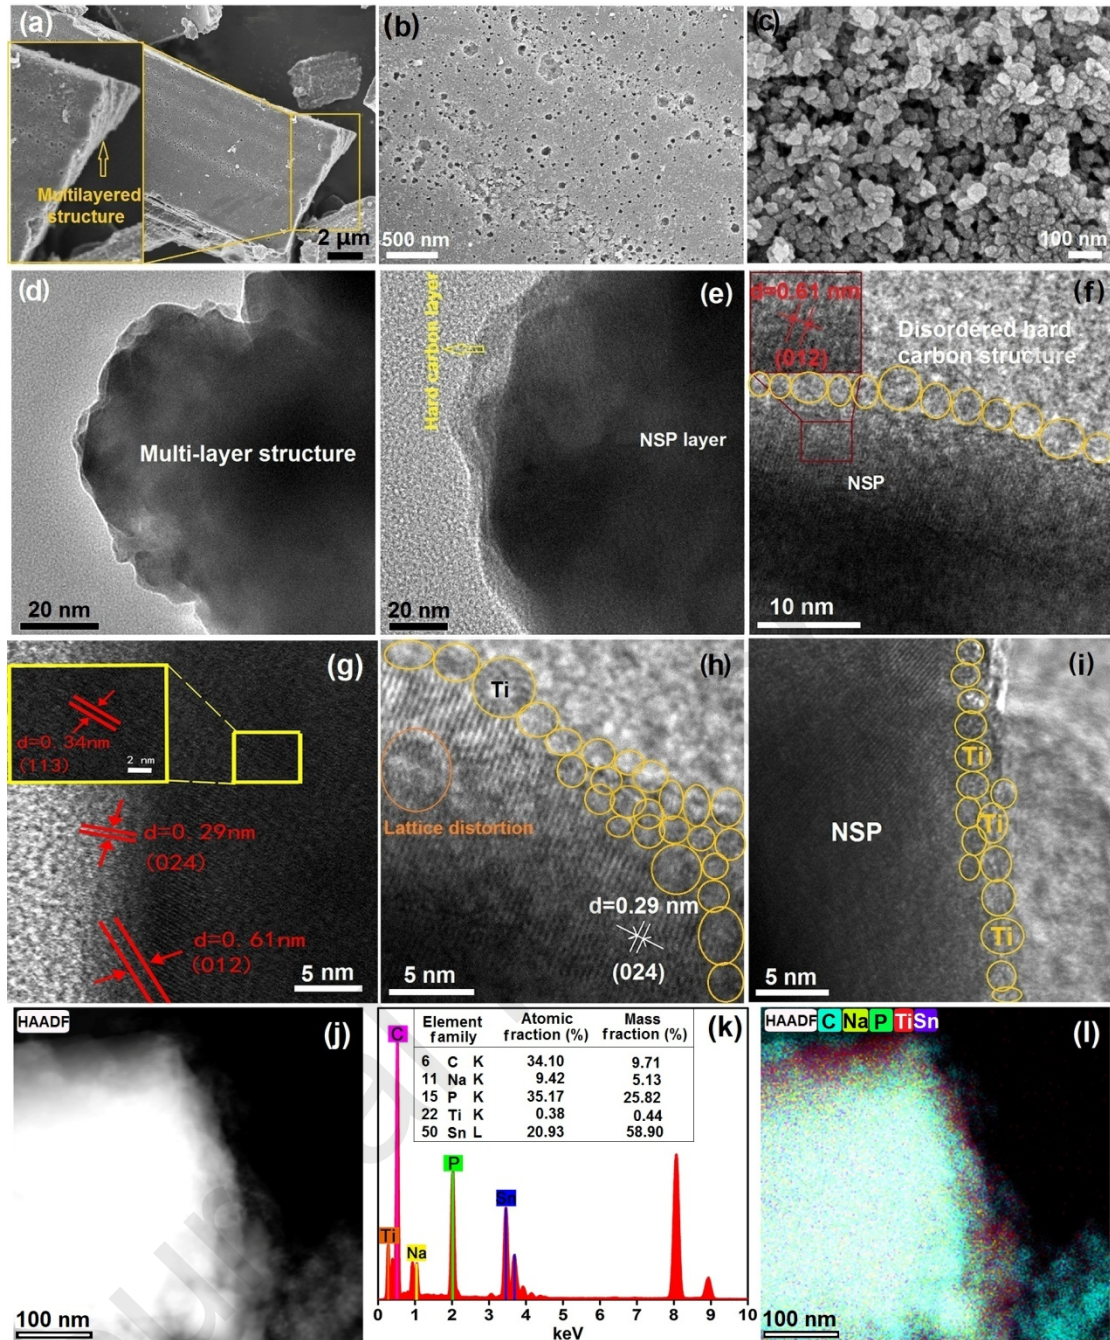 (a)
Multilayered
structure
2 μm
(b)
500 nm
(c)
100 nm
(d)
Multi-layer structure
20 nm
(e)
Hard carbon layer
NSP layer
20 nm
(f)
d=0.61 nm
(012)
Disordered hard
carbon structure
NSP
10 nm
(g)
d=0.34nm
(113)
2 nm
d=0.29nm
(024)
d=0.61nm
(012)
5 nm
(h)
Ti
Lattice distortion
d=0.29 nm
(024)
5 nm
(i)
Ti
Ti
NSP
Ti
5 nm
HAADF
(j)
100 nm
(k)
Element family Atomic fraction (%) Mass fraction (%)
6 C K 34.10 9.71
11 Na K 9.42 5.13
15 P K 35.17 25.82
22 Ti K 0.38 0.44
50 Sn L 20.93 58.90
C
P
Sn
Ti
Na
0 1 2 3 4 5 6 7 8 9 10
keV
HAADF C Na P Ti Sn
(l)
100 nm